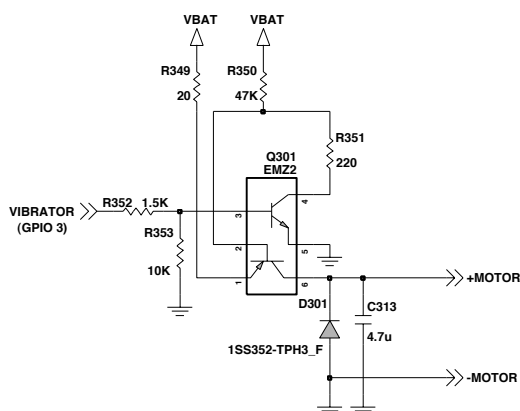 VBAT
VBAT
R349
20
R350
47K
R351
220
Q301
EMZ2
VIBRATOR
(GPIO 3)
R352 1.5K
R353
10K
3
4
2
5
1
6
+MOTOR
D301
C313
4.7u
1SS352-TPH3_F
-MOTOR